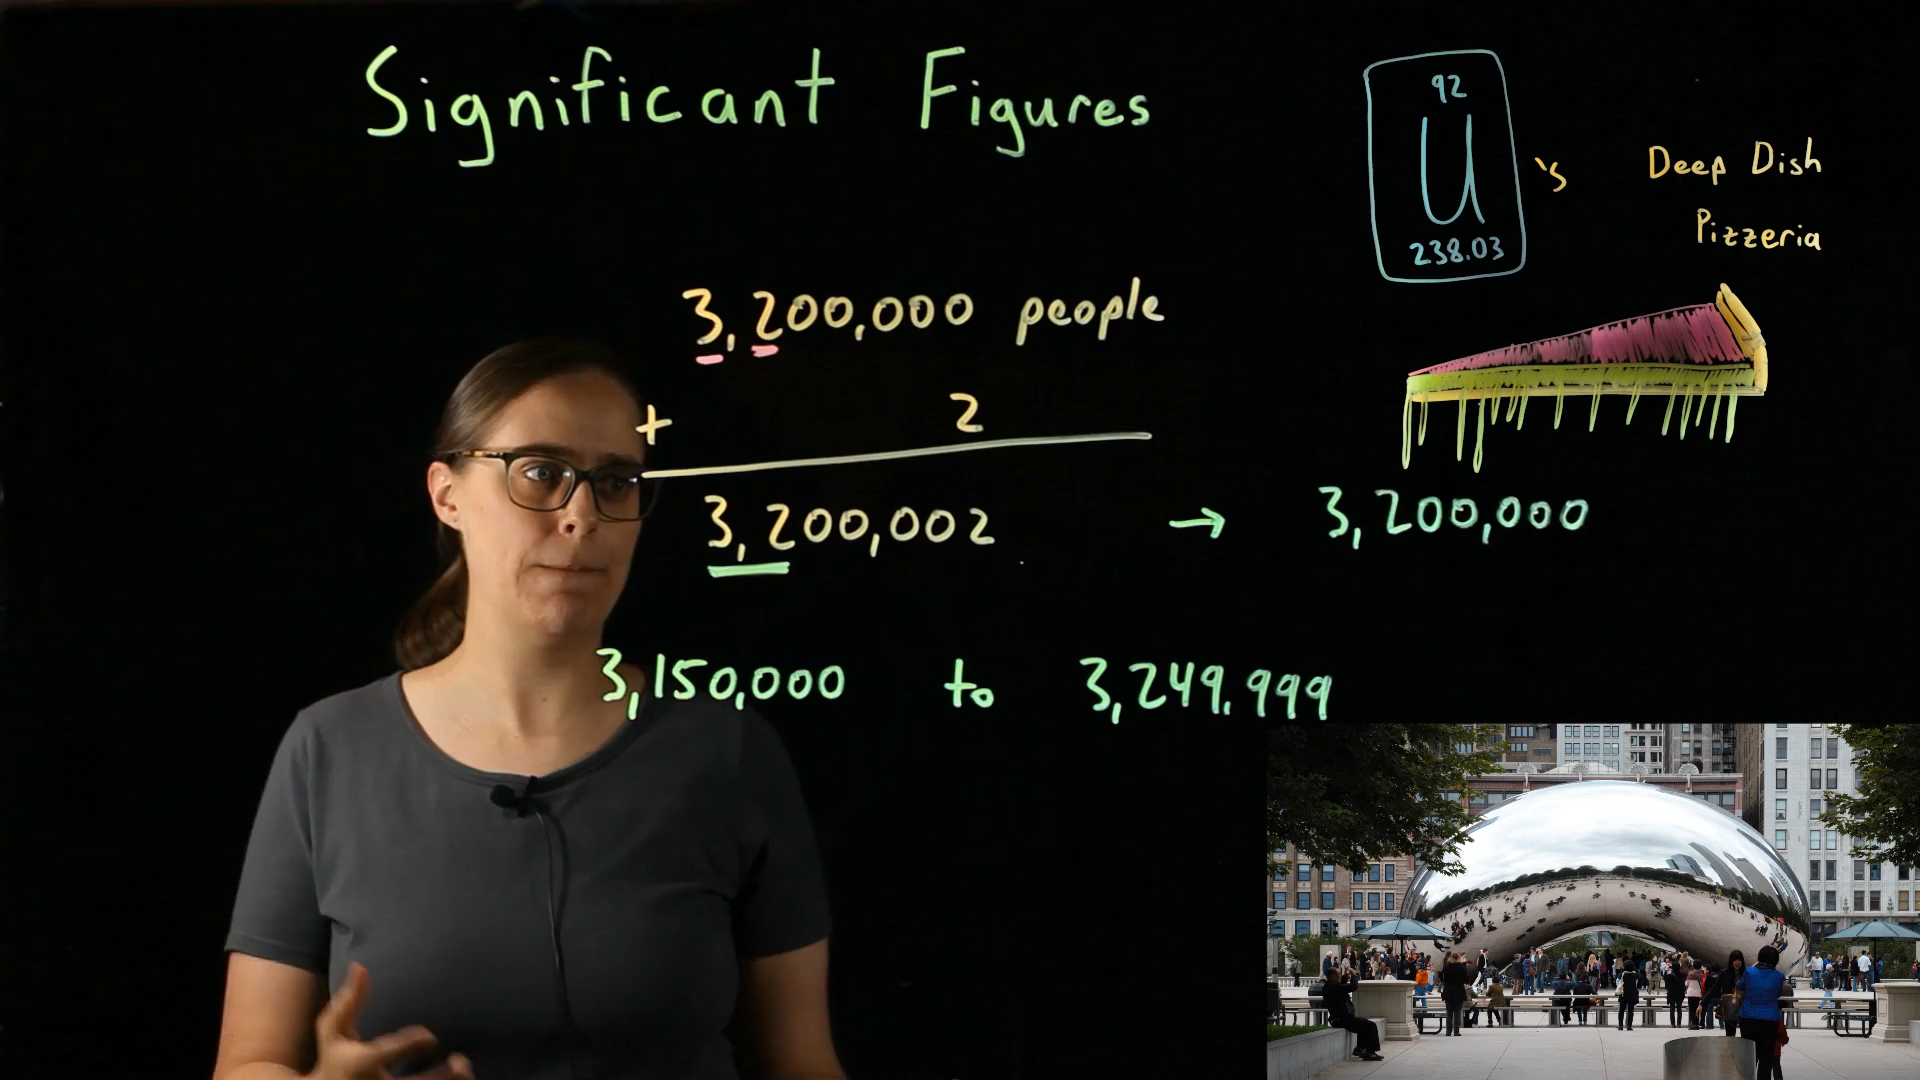 Significant Figures
92
U
238.03
's Deep Dish
Pizzeria
3,200,000 people
+ 2
3,200,002 → 3,200,000
3,150,000 to 3,249.999